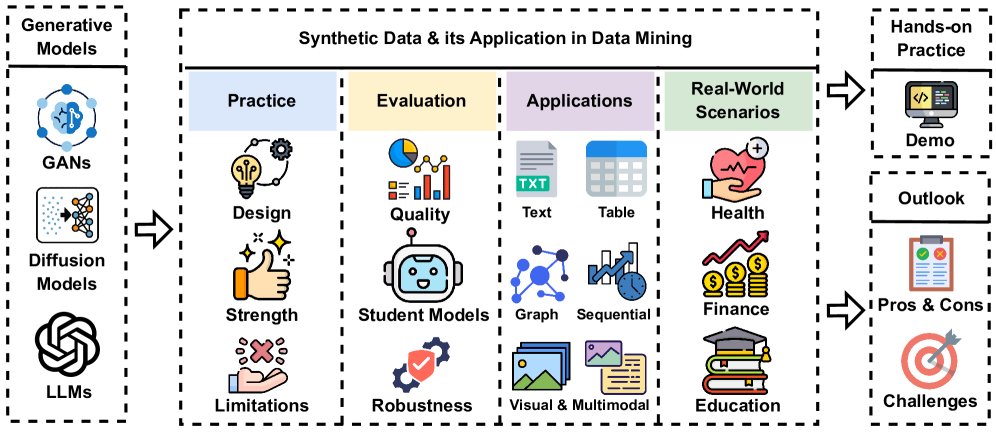 Generative
Models
GANs
Diffusion
Models
LLMs
Synthetic Data & its Application in Data Mining
Practice
Design
Strength
Limitations
Evaluation
Quality
Student Models
Robustness
Applications
TXT
Text
Table
Graph
Sequential
Visual & Multimodal
Real-World
Scenarios
Health
Finance
Education
Hands-on
Practice
</>
Demo
Outlook
Pros & Cons
Challenges